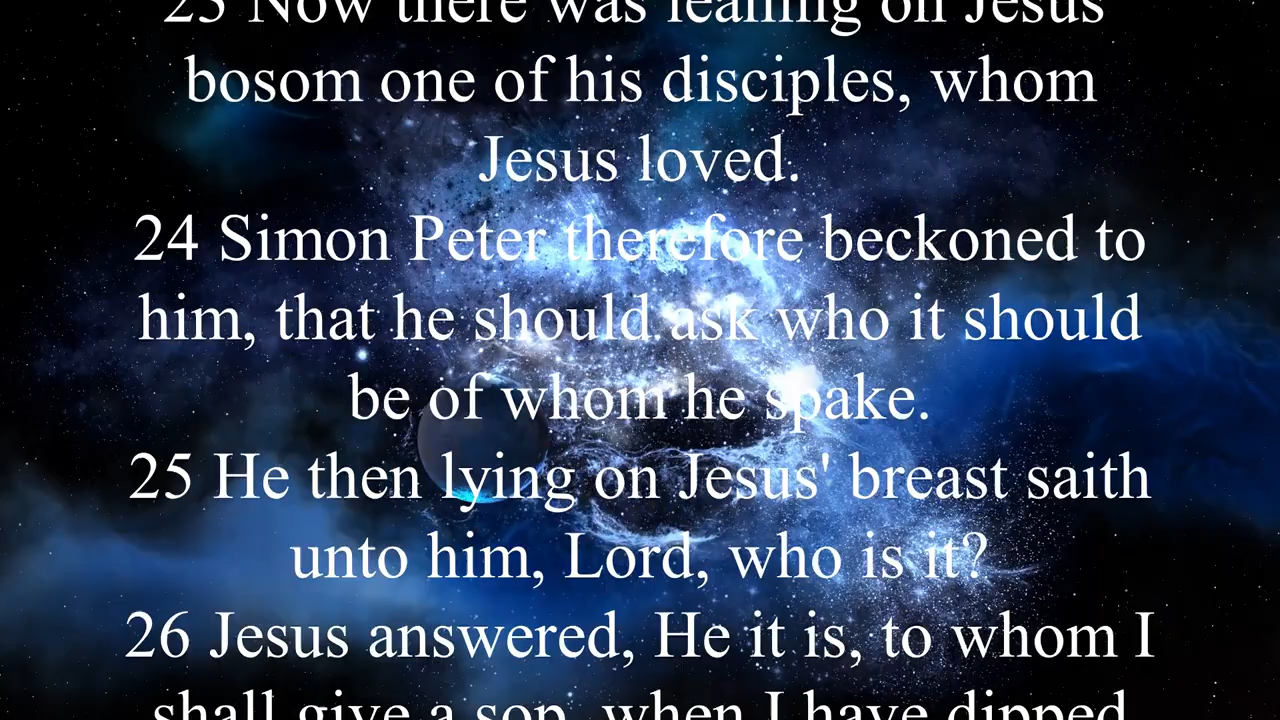 23 Now there was leaning on Jesus
bosom one of his disciples, whom
Jesus loved.
24 Simon Peter therefore beckoned to
him, that he should ask who it should
be of whom he spake.
25 He then lying on Jesus' breast saith
unto him, Lord, who is it?
26 Jesus answered, He it is, to whom I
shall give a sop, when I have dipped